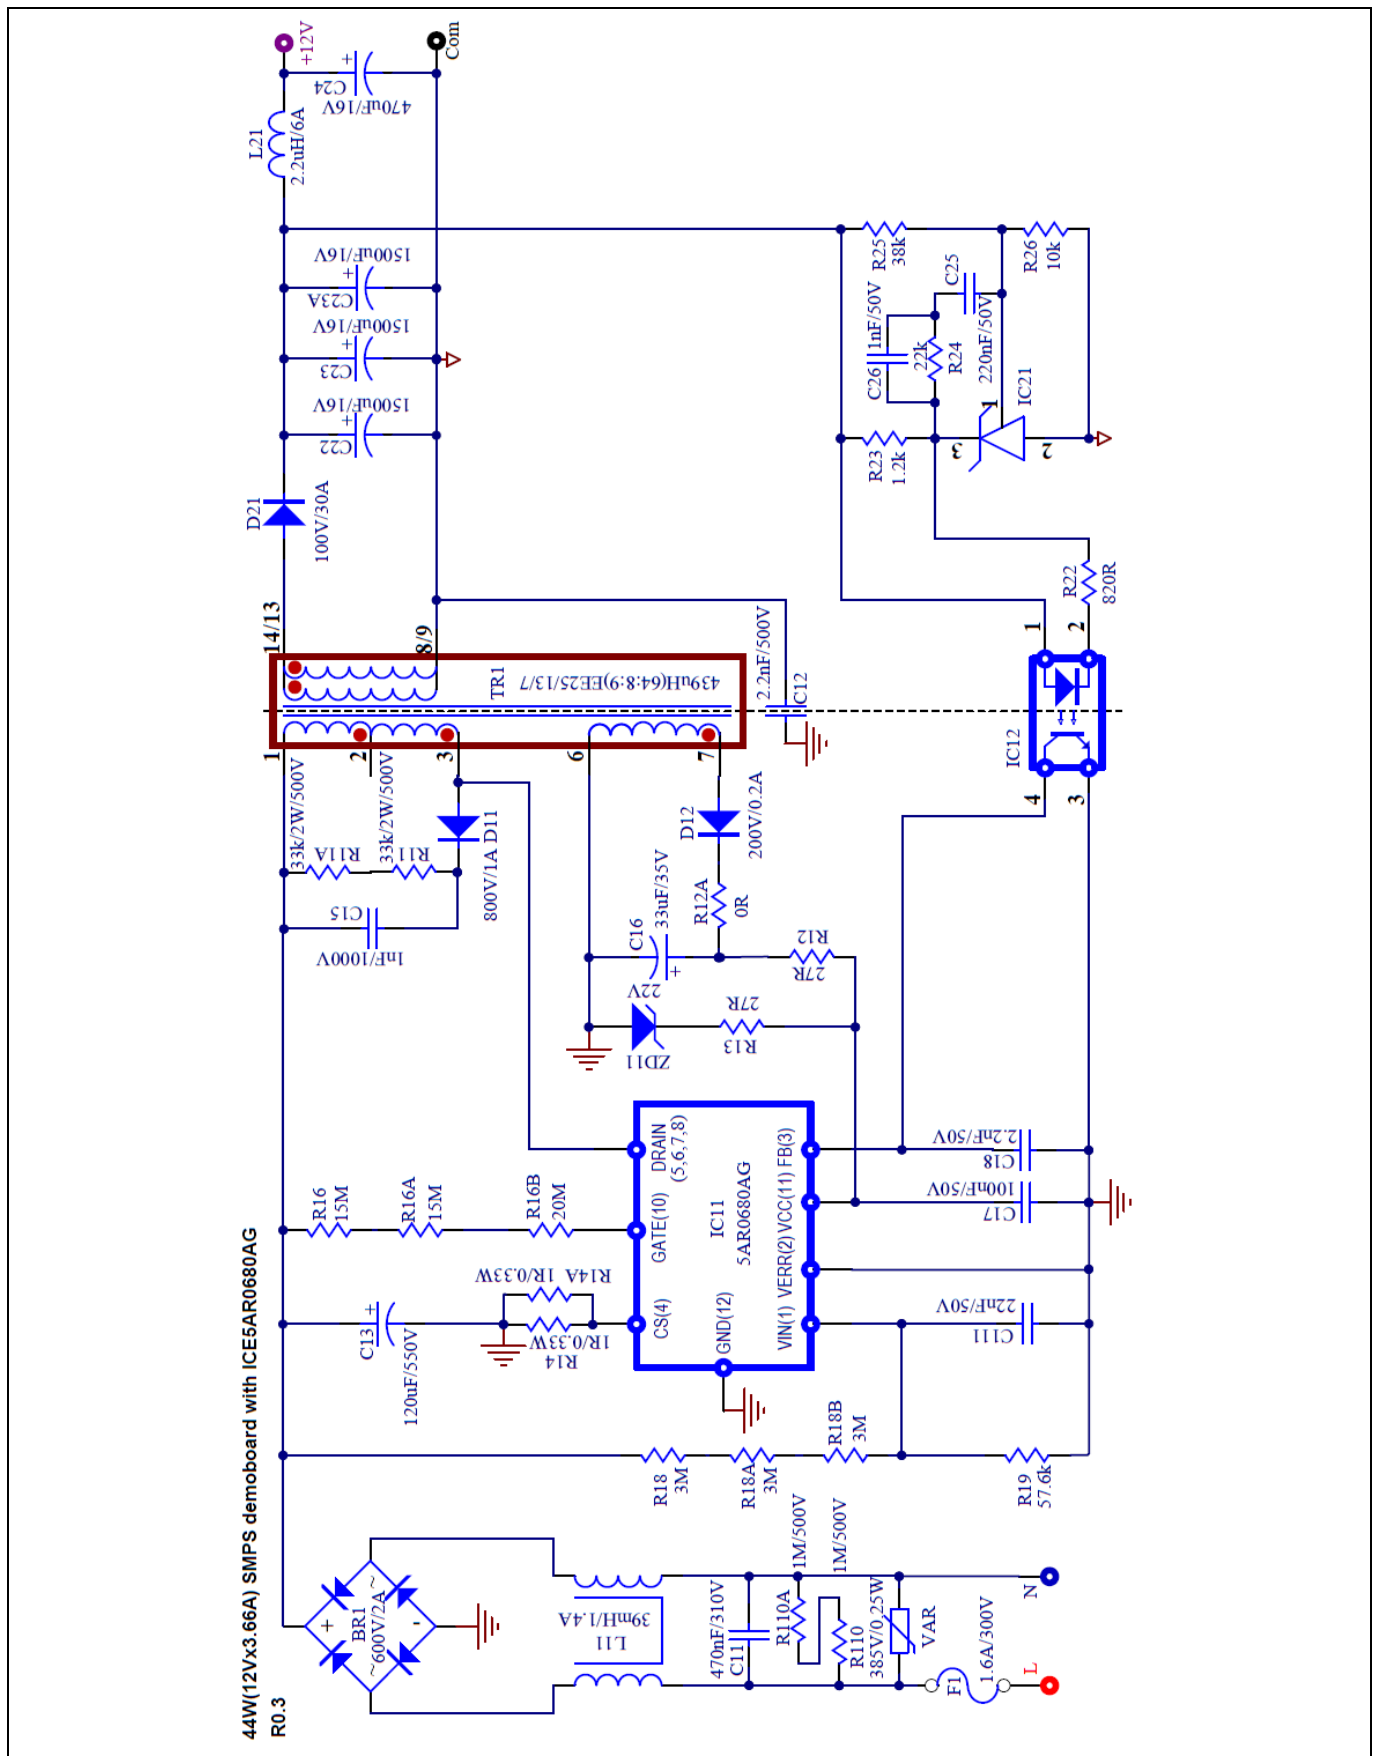 44W(12Vx3.66A) SMPS demoboard with ICE5AR0680AG
R0.3
L
N
F1
1.6A/300V
VAR
385V/0.25W
R110
1M/500V
R110A
1M/500V
C11
470nF/310V
L11
39mH/1.4A
BR1
600V/2A
~
~
+
-
R18
3M
R18A
3M
R18B
3M
R19
57.6k
C13
+
120uF/550V
R14
1R/0.33W
R14A 1R/0.33W
R16
15M
R16A
15M
R16B
20M
IC11
5AR0680AG
DRAIN
(5,6,7,8)
GATE(10)
CS(4)
GND(12)
VIN(1)
VERR(2)
VCC(11)
FB(3)
C111
22nF/50V
C17
100nF/50V
C18
2.2nF/50V
ZD11
22V
R13
27R
R12
27R
C16
33uF/35V
+
R12A
0R
D12
200V/0.2A
C15
1nF/1000V
R11A
33k/2W/500V
R11
33k/2W/500V
D11
800V/1A
1
2
3
6
7
14/13
8/9
TR1
439uH(64:8:9)EE25/13/7
C12
2.2nF/500V
IC12
4
3
1
2
D21
100V/30A
C22
+
1500uF/16V
C23
+
1500uF/16V
C23A
+
1500uF/16V
L21
2.2uH/6A
C24
+
470uF/16V
+12V
Com
R22
820R
R23
1.2k
R24
22k
C26
1nF/50V
C25
220nF/50V
R25
38k
R26
10k
IC21
1
2
3